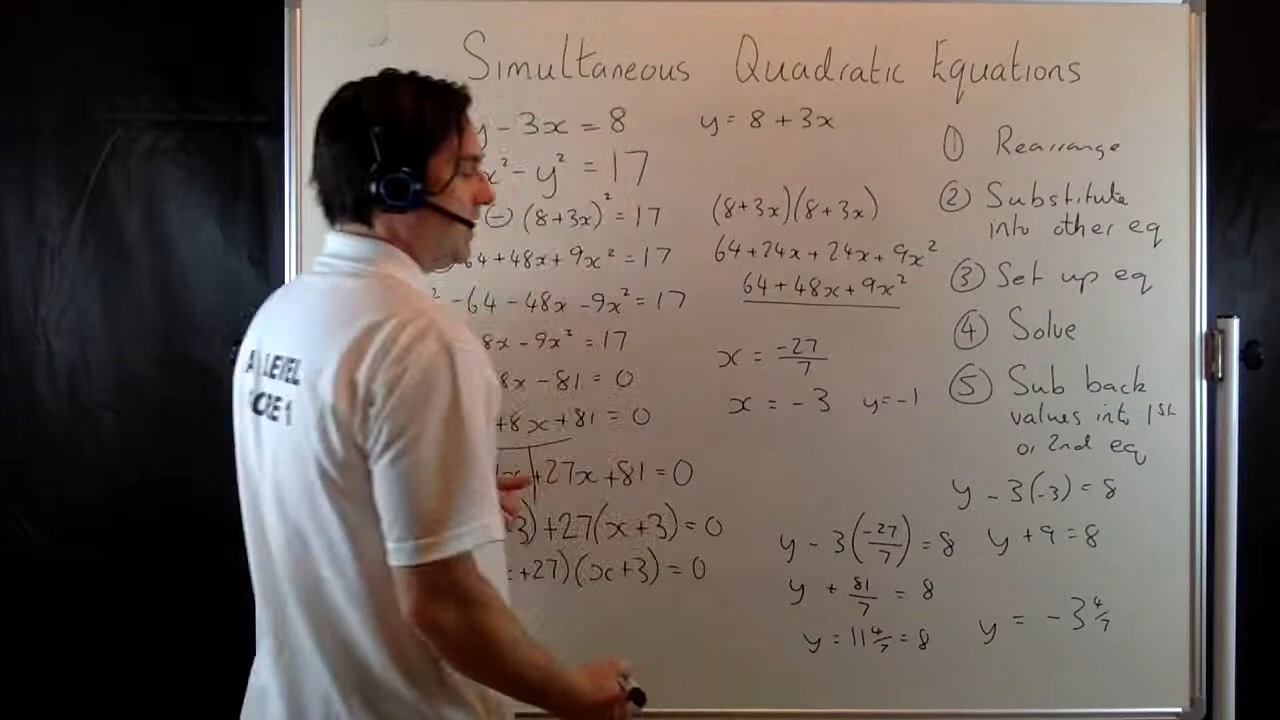 Simultaneous Quadratic Equations
y - 3x = 8
x² - y² = 17
(-) (8+3x)² = 17
64 + 48x + 9x² = 17
² - 64 - 48x - 9x² = 17
8x - 9x² = 17
8x - 81 = 0
+8x + 81 = 0
+27x + 81 = 0
3) + 27(x + 3) = 0
+27)(x + 3) = 0
y = 8 + 3x
(8+3x)(8+3x)
64 + 24x + 24x + 9x²
64 + 48x + 9x²
x = -27/7
x = -3 y = -1
① Rearrange
② Substitute
into other eq
③ Set up eq
④ Solve
⑤ Sub back
values into 1st
or 2nd eq
y - 3(-3) = 8
y + 9 = 8
y - 3(-27/7) = 8
y + 81/7 = 8
y = 11 4/7 = 8
y = -3 4/7
LEVEL